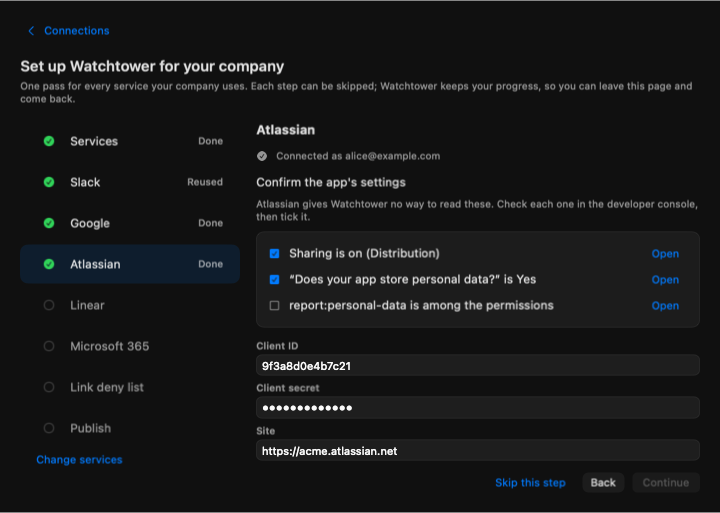 Connections
Set up Watchtower for your company
One pass for every service your company uses. Each step can be skipped; Watchtower keeps your progress, so you can leave this page and
come back.
Services Done
Slack Reused
Google Done
Atlassian Done
Linear
Microsoft 365
Link deny list
Publish
Change services
Atlassian
Connected as alice@example.com
Confirm the app's settings
Atlassian gives Watchtower no way to read these. Check each one in the developer console,
then tick it.
Sharing is on (Distribution) Open
“Does your app store personal data?” is Yes Open
report:personal-data is among the permissions Open
Client ID
9f3a8d0e4b7c21
Client secret
•••••••••••••
Site
https://acme.atlassian.net
Skip this step Back Continue